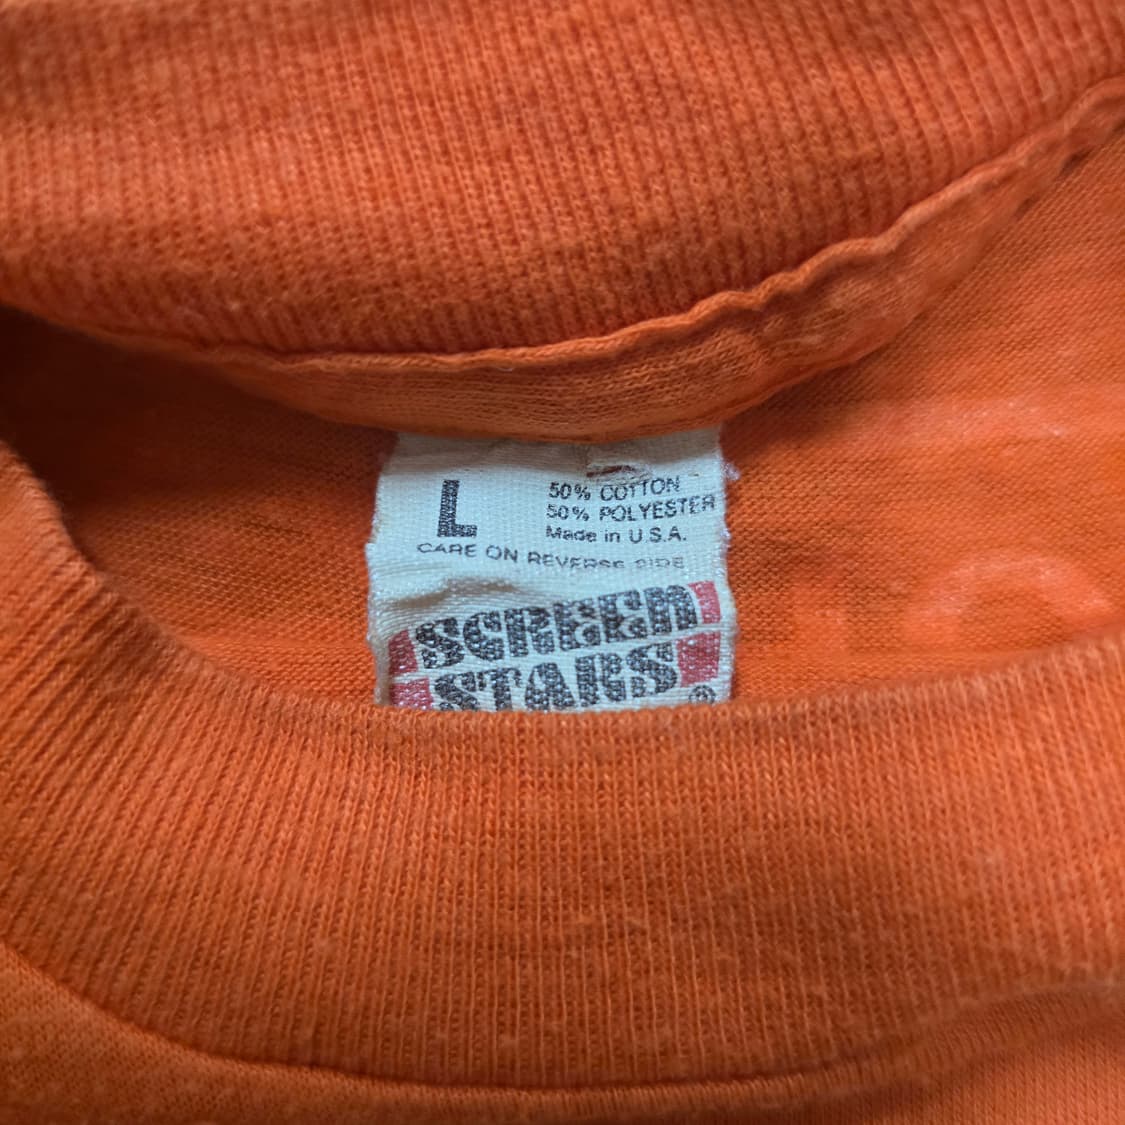 L
50% COTTON
50% POLYESTER
Made in U.S.A.
CARE ON REVERSE SIDE
SCREEN
STARS
®